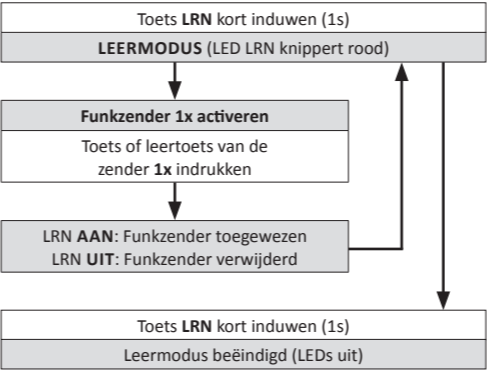 Toets LRN kort induwen (1s)
LEERMODUS (LED LRN knippert rood)
Funkzender 1x activeren
Toets of leertoets van de
zender 1x indrukken
LRN AAN: Funkzender toegewezen
LRN UIT: Funkzender verwijderd
Toets LRN kort induwen (1s)
Leermodus beëindigd (LEDs uit)